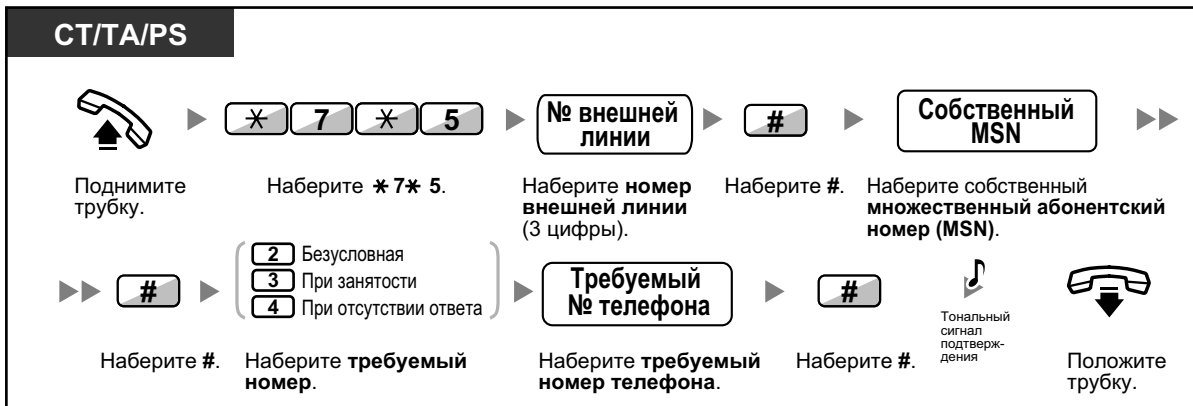 CT/TA/PS
✳ 7 ✳ 5
№ внешней
линии
#
Собственный
MSN
Поднимите
трубку.
Наберите ✳ 7✳ 5.
Наберите номер
внешней линии
(3 цифры).
Наберите #.
Наберите собственный
множественный абонентский
номер (MSN).
#
2 Безусловная
3 При занятости
4 При отсутствии ответа
Требуемый
№ телефона
#
Тональный
сигнал
подтверж-
дения
Наберите #.
Наберите требуемый
номер.
Наберите требуемый
номер телефона.
Наберите #.
Положите
трубку.